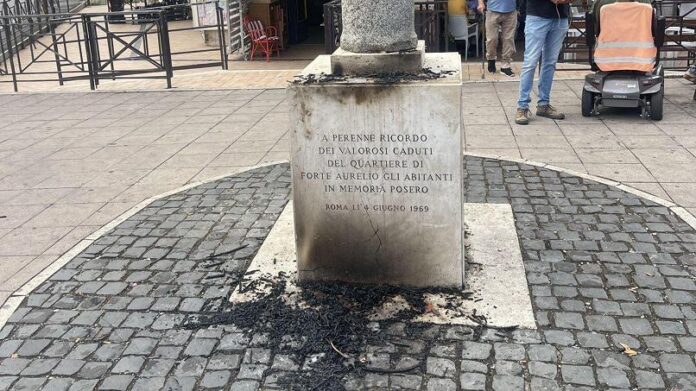 A PERENNE RICORDO
DEI VALOROSI CADUTI
DEL QUARTIERE DI
FORTE AURELIO GLI ABITANTI
IN MEMORIA POSERO
ROMA LI 4 GIUGNO 1969